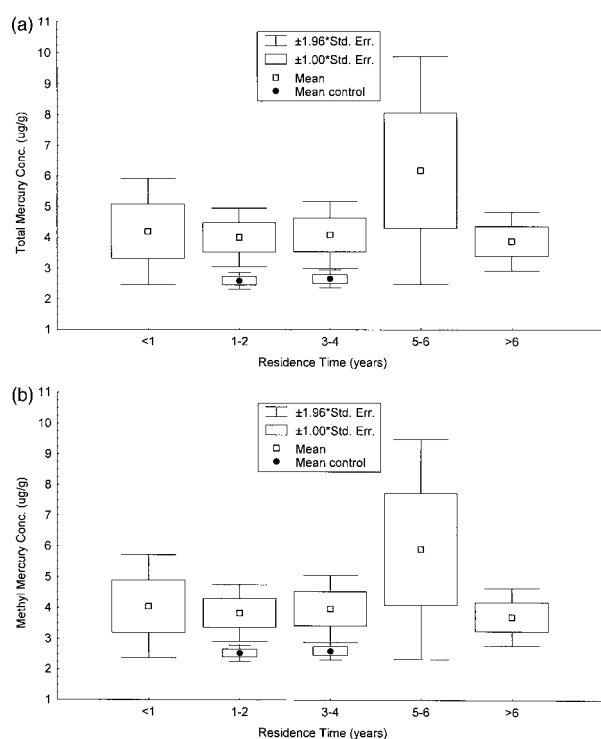 (a)
11
10
9
8
7
6
5
4
3
2
1
Total Mercury Conc. (ug/g)
±1.96*Std. Err.
±1.00*Std. Err.
Mean
Mean control
<1 1-2 3-4 5-6 >6
Residence Time (years)
(b)
11
10
9
8
7
6
5
4
3
2
1
Methyl Mercury Conc. (ug/g)
±1.96*Std. Err.
±1.00*Std. Err.
Mean
Mean control
<1 1-2 3-4 5-6 >6
Residence Time (years)